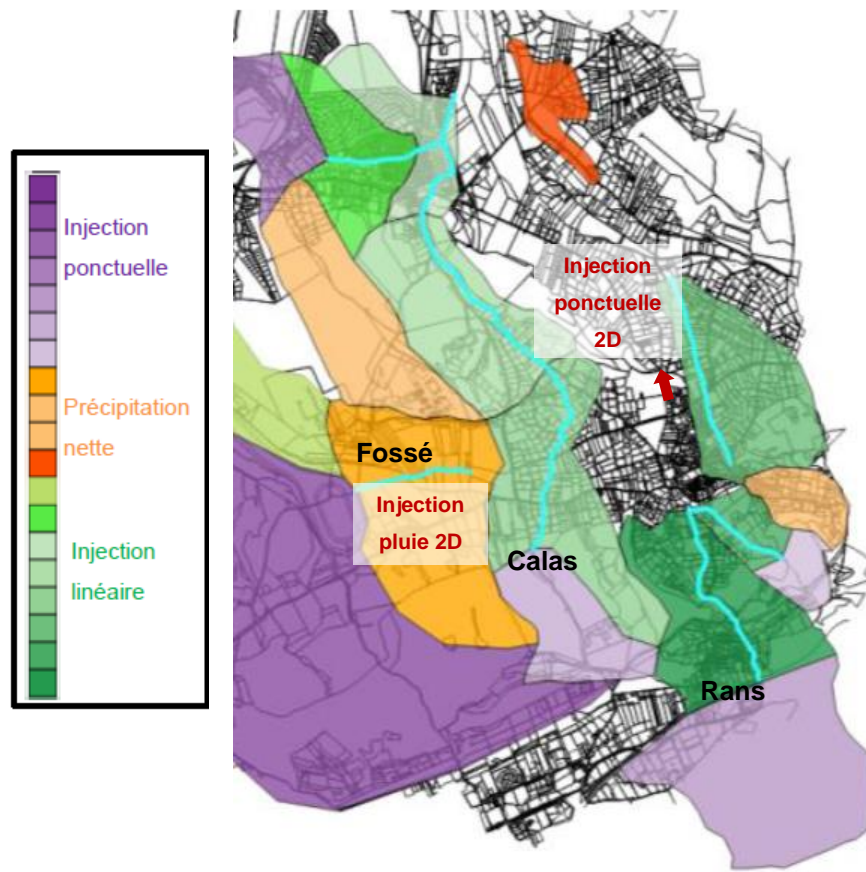 Injection
ponctuelle
Précipitation
nette
Injection
linéaire
Injection
ponctuelle
2D
Fossé
Injection
pluie 2D
Calas
Rans